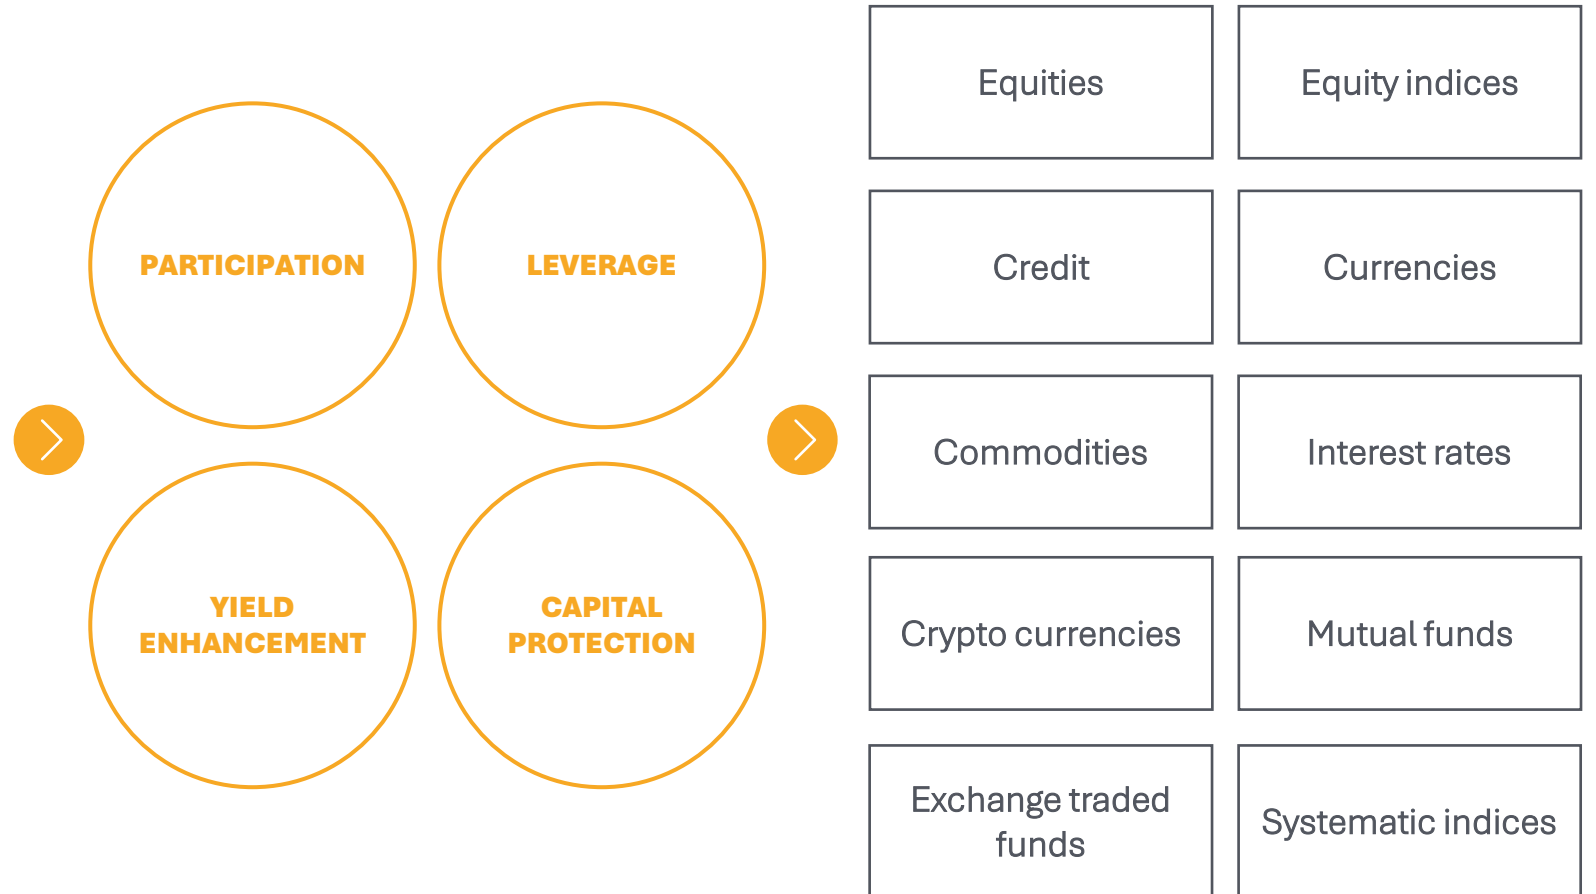 PARTICIPATION
LEVERAGE
YIELD
ENHANCEMENT
CAPITAL
PROTECTION
Equities
Equity indices
Credit
Currencies
Commodities
Interest rates
Crypto currencies
Mutual funds
Exchange traded
funds
Systematic indices